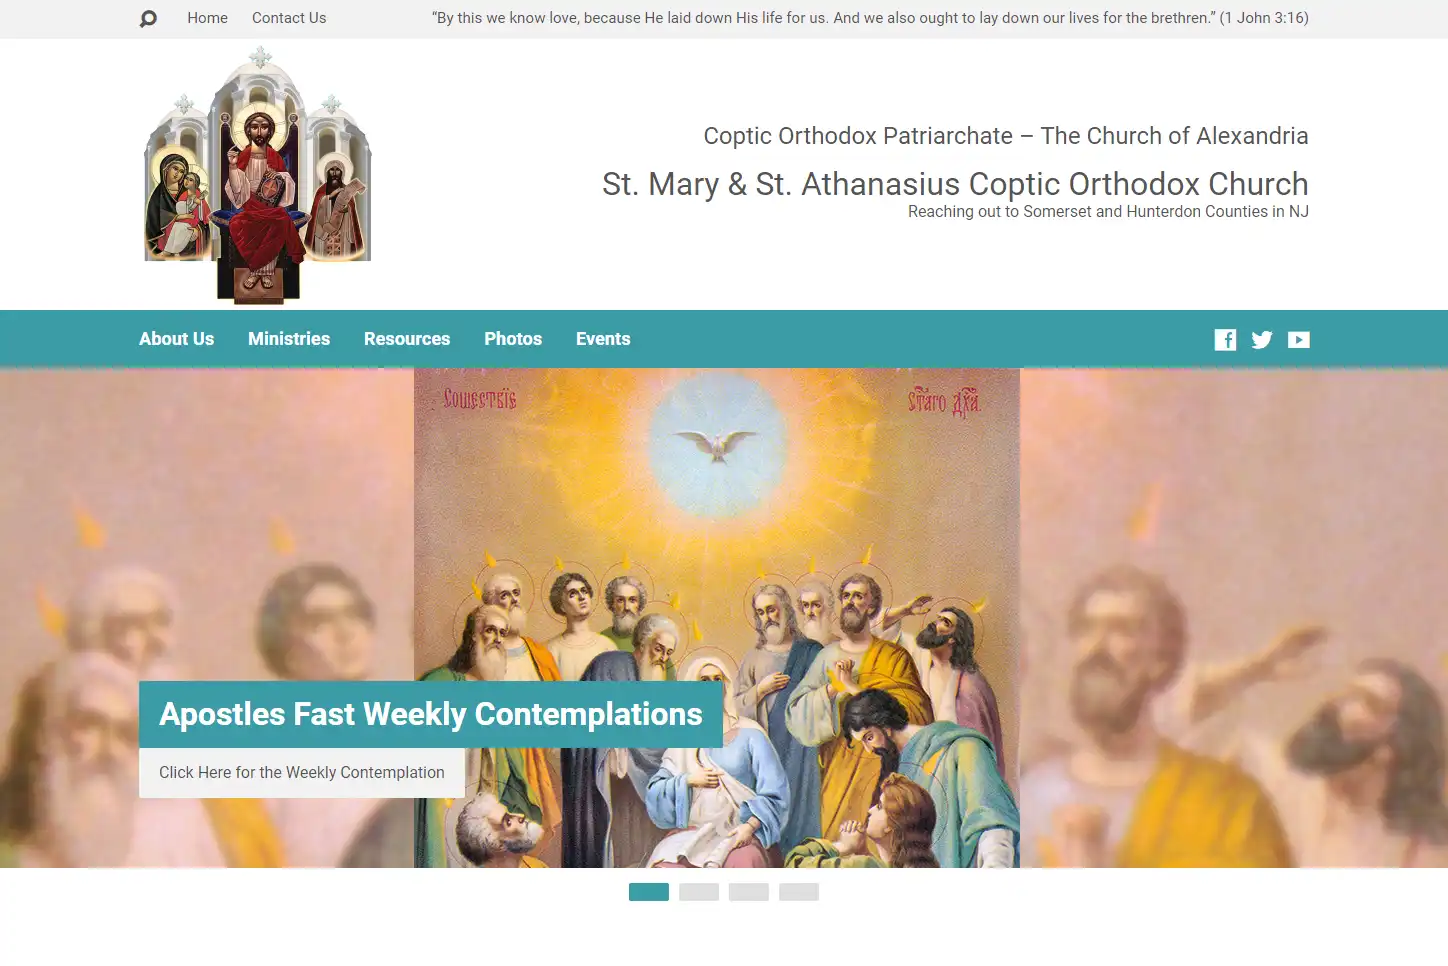 Home Contact Us “By this we know love, because He laid down His life for us. And we also ought to lay down our lives for the brethren.” (1 John 3:16)
Coptic Orthodox Patriarchate – The Church of Alexandria
St. Mary & St. Athanasius Coptic Orthodox Church
Reaching out to Somerset and Hunterdon Counties in NJ
About Us Ministries Resources Photos Events
Apostles Fast Weekly Contemplations
Click Here for the Weekly Contemplation